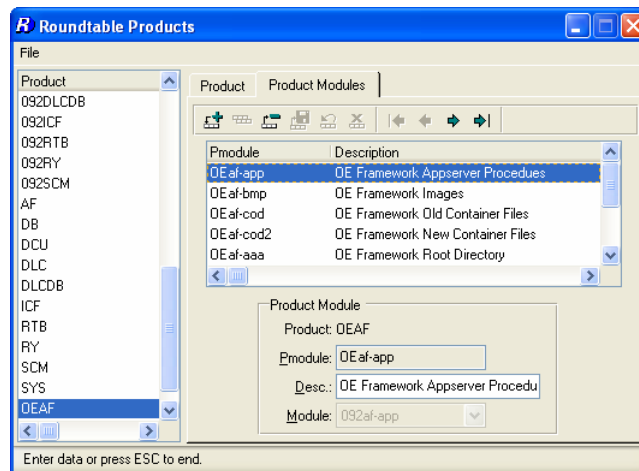 Roundtable Products
File
Product
092DLCDB
092ICF
092RTB
092RY
092SCM
AF
DB
DCU
DLC
DLCDB
ICF
RTB
RY
SCM
SYS
OEAF
Product Product Modules
Pmodule Description
OEaf-app OE Framework Appserver Procedues
OEaf-bmp OE Framework Images
OEaf-cod OE Framework Old Container Files
OEaf-cod2 OE Framework New Container Files
OEaf-aaa OE Framework Root Directory
Product Module
Product: OEAF
Pmodule: OEaf-app
Desc.: OE Framework Appserver Procedu
Module: 092af-app
Enter data or press ESC to end.